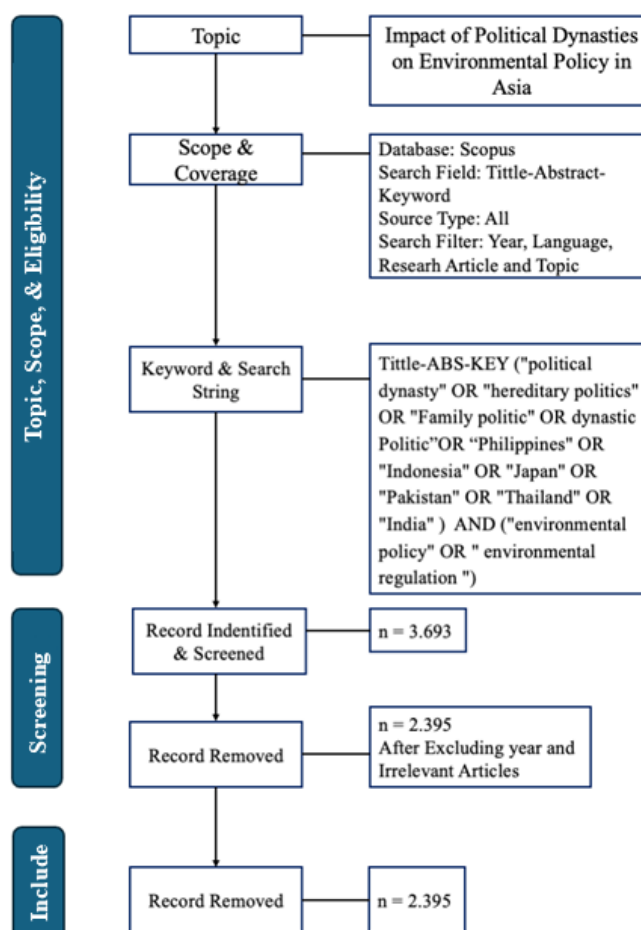 Topic, Scope, & Eligibility
Topic
Impact of Political Dynasties
on Environmental Policy in
Asia
Scope &
Coverage
Database: Scopus
Search Field: Tittle-Abstract-
Keyword
Source Type: All
Search Filter: Year, Language,
Researh Article and Topic
Keyword & Search
String
Tittle-ABS-KEY ("political
dynasty" OR "hereditary politics"
OR "Family politic" OR dynastic
Politic”OR “Philippines" OR
"Indonesia" OR "Japan" OR
"Pakistan" OR "Thailand" OR
"India" ) AND ("environmental
policy" OR " environmental
regulation ")
Screening
Record Indentified
& Screened
n = 3.693
Record Removed
n = 2.395
After Excluding year and
Irrelevant Articles
Include
Record Removed
n = 2.395